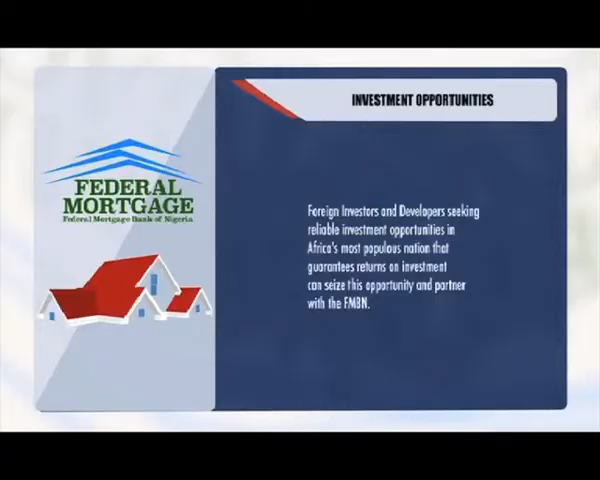 INVESTMENT OPPORTUNITIES
FEDERAL
MORTGAGE
Federal Mortgage Bank of Nigeria
Foreign Investors and Developers seeking
reliable investment opportunities in
Africa's most populous nation that
guarantees returns on investment
can seize this opportunity and partner
with the FMBN.